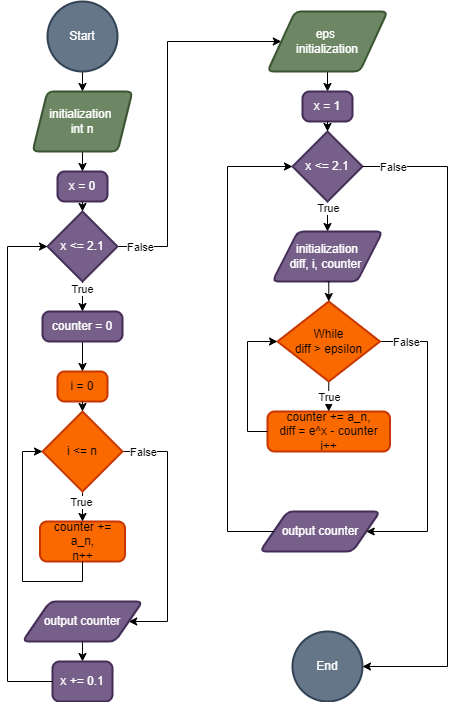 Start
initialization
int n
x = 0
x <= 2.1
False
True
counter = 0
i = 0
i <= n
False
True
counter +=
a_n,
n++
output counter
x += 0.1
eps
initialization
x = 1
x <= 2.1
False
True
initialization
diff, i, counter
While
diff > epsilon
False
True
counter += a_n,
diff = e^x - counter
i++
output counter
End